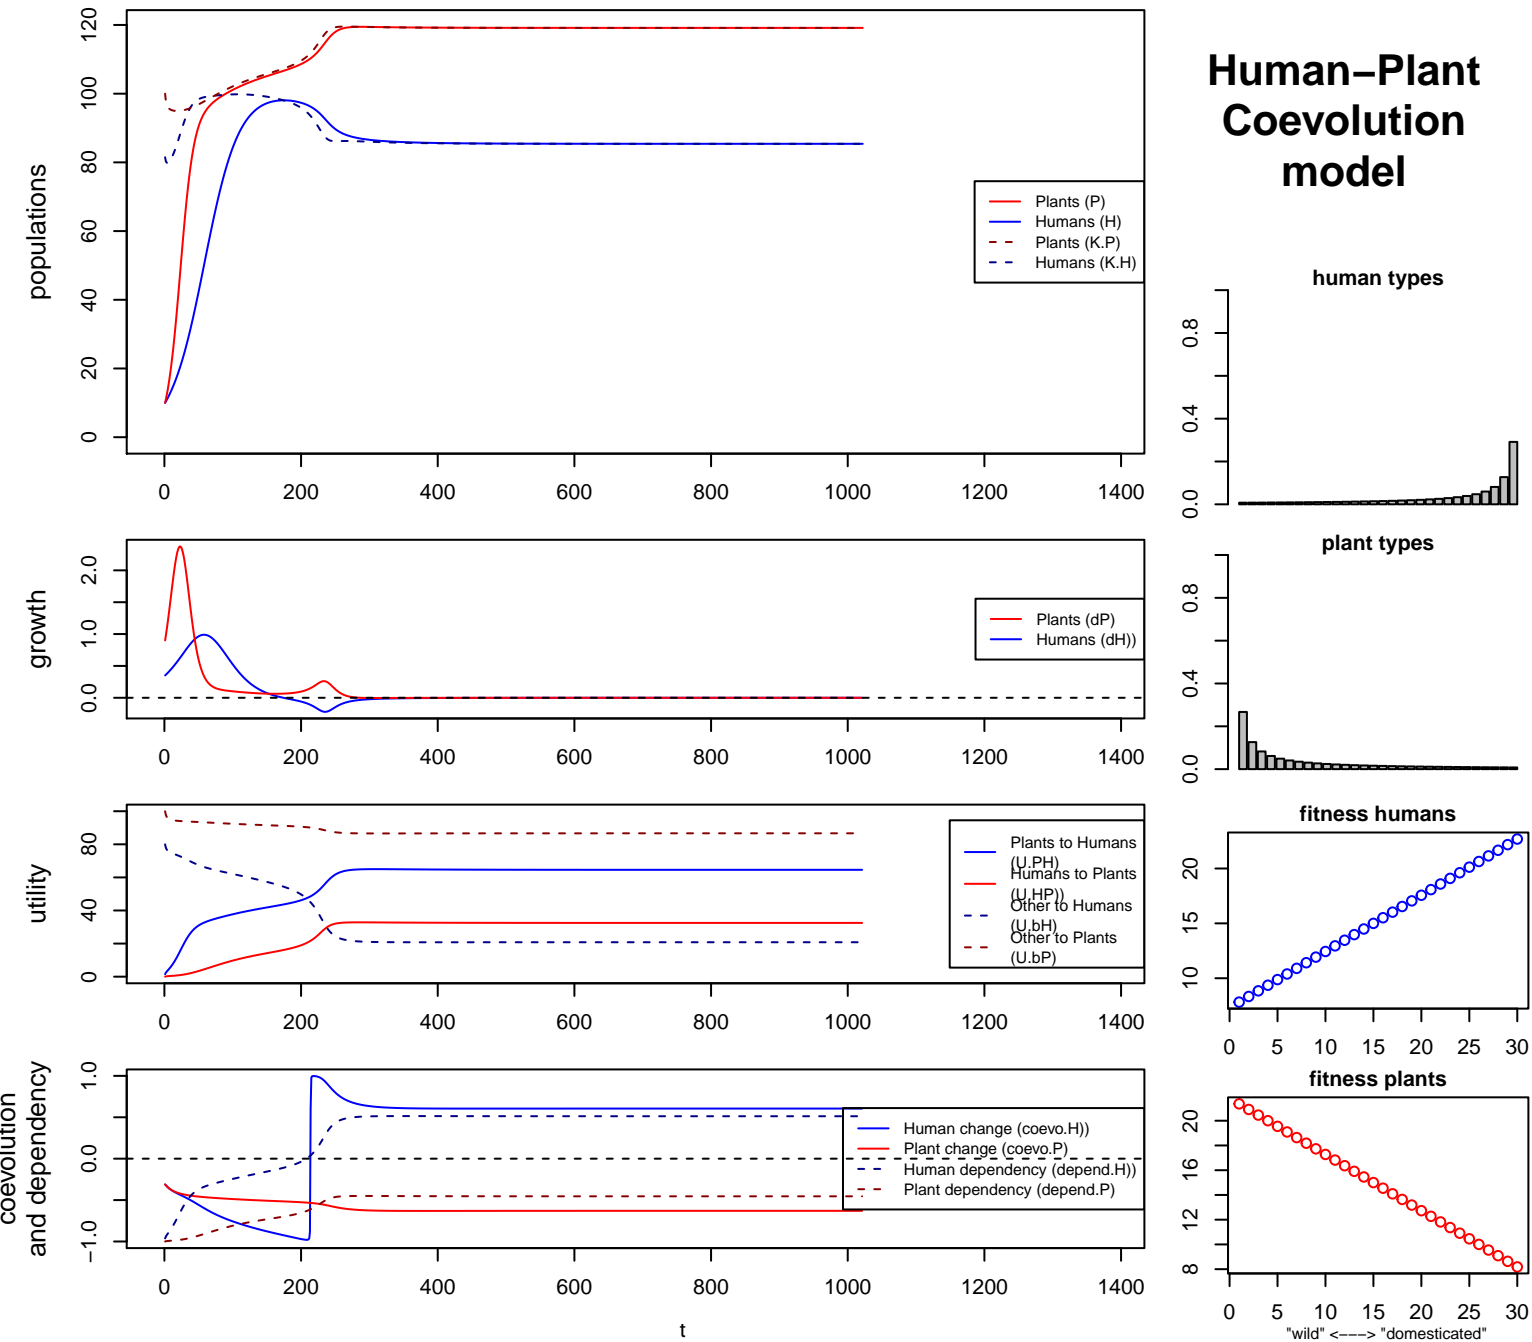 Human–Plant
Coevolution
model
populations
120
100
80
60
40
20
0
0 200 400 600 800 1000 1200 1400
Plants (P)
Humans (H)
Plants (K.P)
Humans (K.H)
growth
2.0
1.0
0.0
0 200 400 600 800 1000 1200 1400
Plants (dP)
Humans (dH))
utility
80
40
0
0 200 400 600 800 1000 1200 1400
Plants to Humans
(U.PH)
Humans to Plants
(U.HP))
Other to Humans
(U.bH)
Other to Plants
(U.bP)
coevolution
and dependency
1.0
0.0
−1.0
0 200 400 600 800 1000 1200 1400
Human change (coevo.H))
Plant change (coevo.P)
Human dependency (depend.H))
Plant dependency (depend.P)
t
human types
0.8
0.4
0.0
plant types
0.8
0.4
0.0
fitness humans
20
15
10
0 5 10 15 20 25 30
fitness plants
20
16
12
8
0 5 10 15 20 25 30
"wild" <−−−> "domesticated"